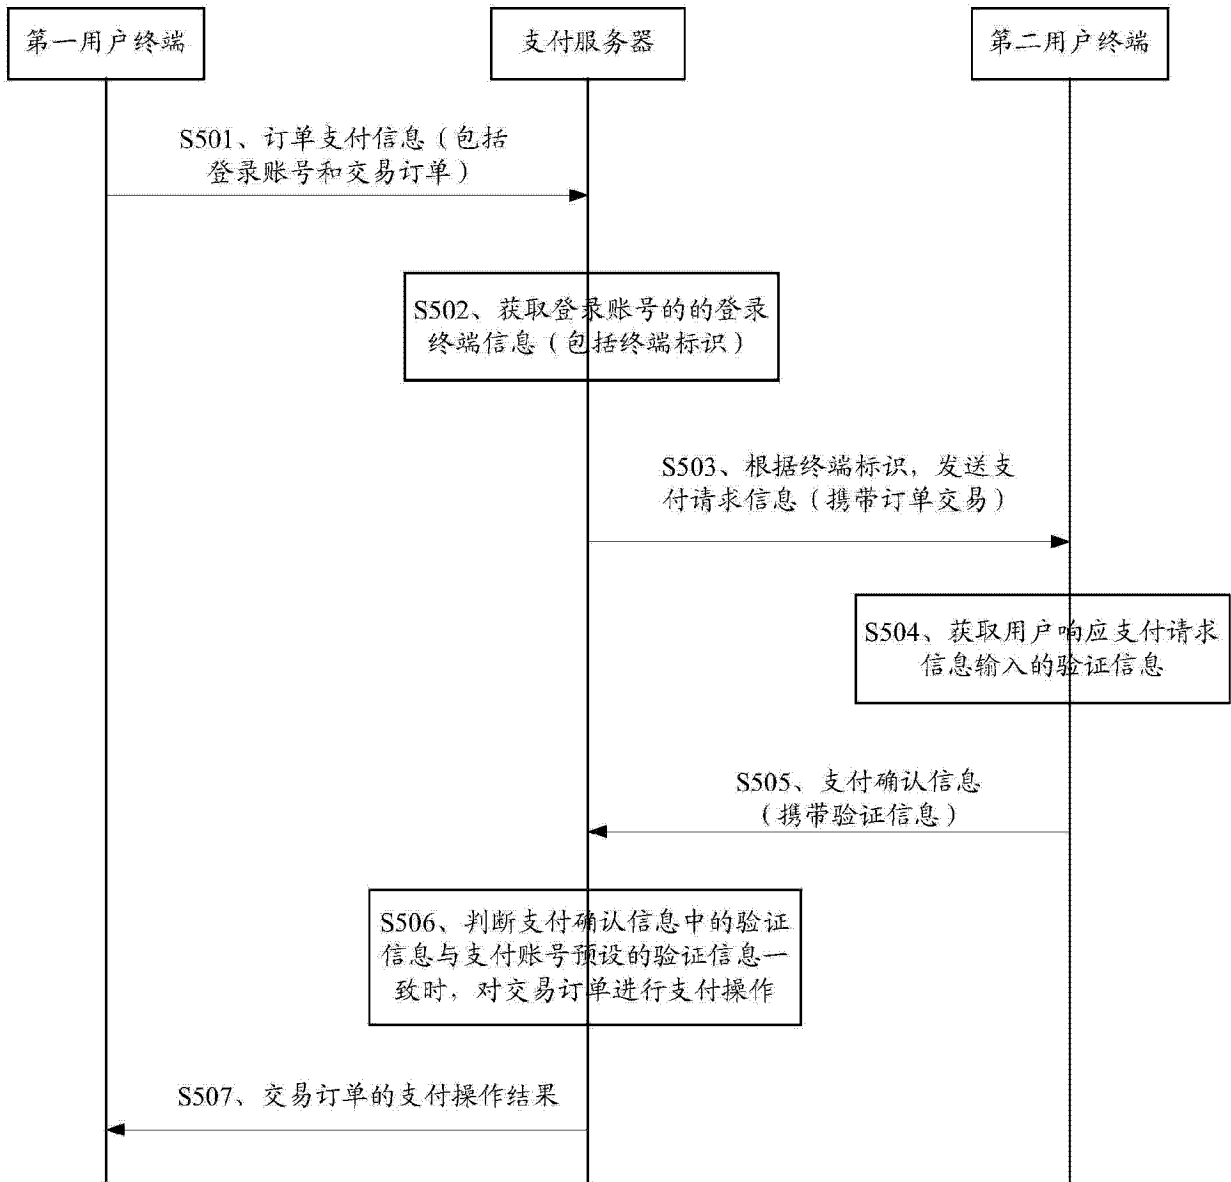 第一用户终端
支付服务器
第二用户终端
S501、订单支付信息（包括
登录账号和交易订单）
S502、获取登录账号的的登录
终端信息（包括终端标识）
S503、根据终端标识，发送支
付请求信息（携带订单交易）
S504、获取用户响应支付请求
信息输入的验证信息
S505、支付确认信息
（携带验证信息）
S506、判断支付确认信息中的验证
信息与支付账号预设的验证信息一
致时，对交易订单进行支付操作
S507、交易订单的支付操作结果